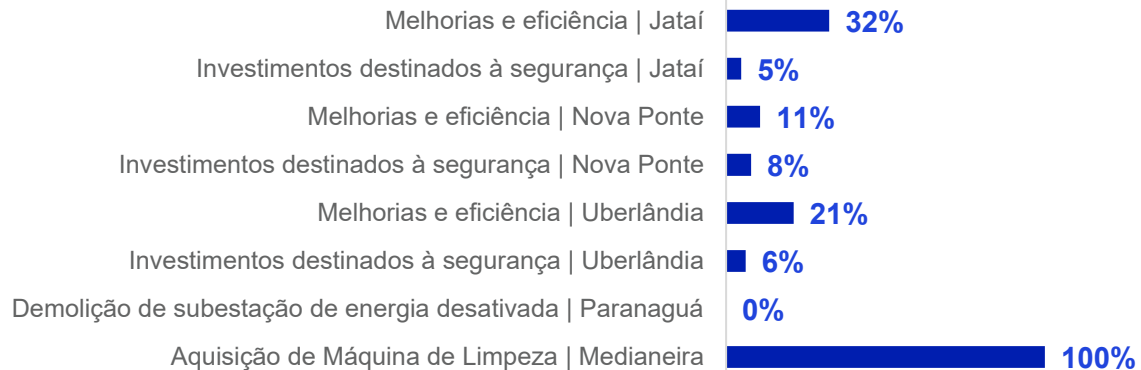 Melhorias e eficiência | Jataí 32%
Investimentos destinados à segurança | Jataí 5%
Melhorias e eficiência | Nova Ponte 11%
Investimentos destinados à segurança | Nova Ponte 8%
Melhorias e eficiência | Uberlândia 21%
Investimentos destinados à segurança | Uberlândia 6%
Demolição de subestação de energia desativada | Paranaguá 0%
Aquisição de Máquina de Limpeza | Medianeira 100%